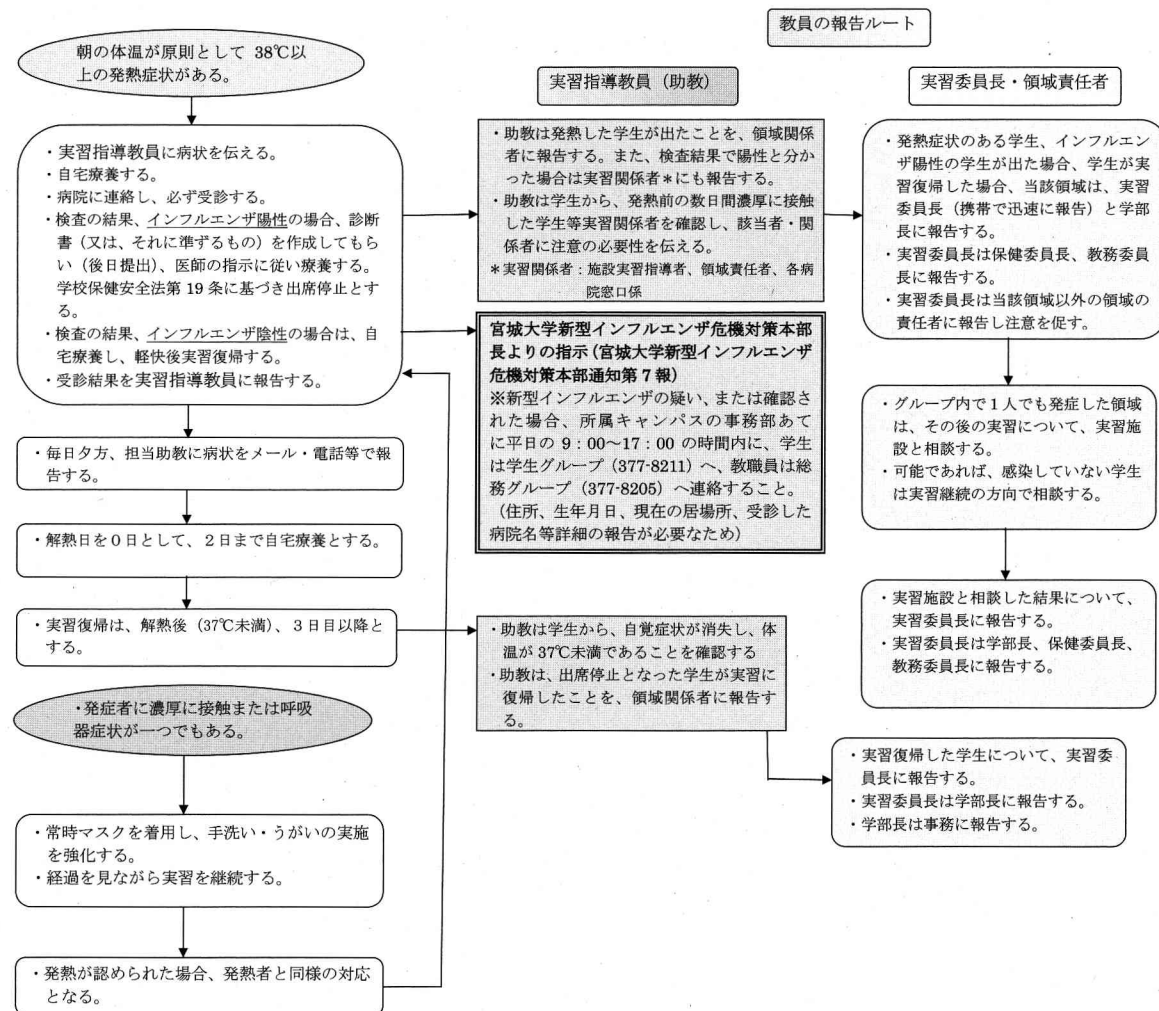 教員の報告ルート
朝の体温が原則として 38℃以
上の発熱症状がある。
・実習指導教員に病状を伝える。
・自宅療養する。
・病院に連絡し、必ず受診する。
・検査の結果、インフルエンザ陽性の場合、診断
書（又は、それに準ずるもの）を作成してもら
い（後日提出）、医師の指示に従い療養する。
学校保健安全法第 19 条に基づき出席停止とす
る。
・検査の結果、インフルエンザ陰性の場合は、自
宅療養し、軽快後実習復帰する。
・受診結果を実習指導教員に報告する。
・毎日夕方、担当助教に病状をメール・電話等で報
告する。
・解熱日を０日として、２日まで自宅療養とする。
・実習復帰は、解熱後（37℃未満）、３日目以降と
する。
・発症者に濃厚に接触または呼吸
器症状が一つでもある。
・常時マスクを着用し、手洗い・うがいの実施
を強化する。
・経過を見ながら実習を継続する。
・発熱が認められた場合、発熱者と同様の対応
となる。
実習指導教員（助教）
・助教は発熱した学生が出たことを、領域関係
者に報告する。また、検査結果で陽性と分か
った場合は実習関係者＊にも報告する。
・助教は学生から、発熱前の数日間濃厚に接触
した学生等実習関係者を確認し、該当者・関
係者に注意の必要性を伝える。
＊実習関係者：施設実習指導者、領域責任者、各病
院窓口係
宮城大学新型インフルエンザ危機対策本部
長よりの指示（宮城大学新型インフルエンザ
危機対策本部通知第７報）
※新型インフルエンザの疑い、または確認さ
れた場合、所属キャンパスの事務部あて
に平日の 9：00～17：00 の時間内に、学生
は学生グループ（377-8211）へ、教職員は総
務グループ（377-8205）へ連絡すること。
（住所、生年月日、現在の居場所、受診した
病院名等詳細の報告が必要なため）
・助教は学生から、自覚症状が消失し、体
温が 37℃未満であることを確認する
・助教は、出席停止となった学生が実習に
復帰したことを、領域関係者に報告す
る。
実習委員長・領域責任者
・発熱症状のある学生、インフルエン
ザ陽性の学生が出た場合、学生が実
習復帰した場合、当該領域は、実習
委員長（携帯で迅速に報告）と学部
長に報告する。
・実習委員長は保健委員長、教務委員
長に報告する。
・実習委員長は当該領域以外の領域の
責任者に報告し注意を促す。
・グループ内で１人でも発症した領域
は、その後の実習について、実習施
設と相談する。
・可能であれば、感染していない学生
は実習継続の方向で相談する。
・実習施設と相談した結果について、
実習委員長に報告する。
・実習委員長は学部長、保健委員長、
教務委員長に報告する。
・実習復帰した学生について、実習委
員長に報告する。
・実習委員長は学部長に報告する。
・学部長は事務に報告する。